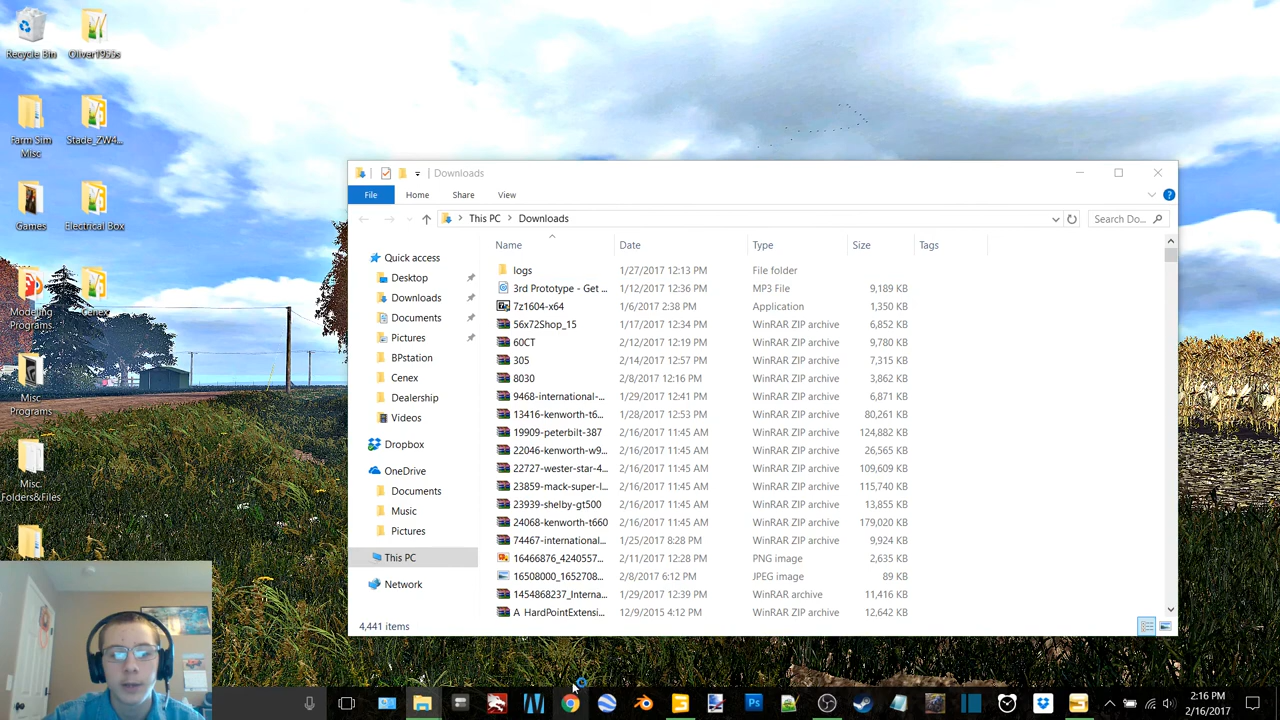 Recycle Bin
Oliver1955s
Farm Sim Misc
Stade_ZW4...
Games
Electrical Box
Modeling Programs.
Cenex
Misc Programs
Misc. Folders&Files
Downloads
File Home Share View
This PC > Downloads
Search Do...
Name Date Type Size Tags
Quick access
Desktop
Downloads
Documents
Pictures
BPstation
Cenex
Dealership
Videos
Dropbox
OneDrive
Documents
Music
Pictures
This PC
Network
logs 1/27/2017 12:13 PM File folder
3rd Prototype - Get ... 1/12/2017 12:36 PM MP3 File 9,189 KB
7z1604-x64 1/6/2017 2:38 PM Application 1,350 KB
56x72Shop_15 1/17/2017 12:34 PM WinRAR ZIP archive 6,852 KB
60CT 2/12/2017 12:19 PM WinRAR ZIP archive 9,780 KB
305 2/14/2017 12:57 PM WinRAR ZIP archive 7,315 KB
8030 2/8/2017 12:16 PM WinRAR ZIP archive 3,862 KB
9468-international-... 1/29/2017 12:41 PM WinRAR ZIP archive 6,871 KB
13416-kenworth-t6... 1/28/2017 12:53 PM WinRAR ZIP archive 80,261 KB
19909-peterbilt-387 2/16/2017 11:45 AM WinRAR ZIP archive 124,882 KB
22046-kenworth-w9... 2/16/2017 11:45 AM WinRAR ZIP archive 26,565 KB
22727-wester-star-4... 2/16/2017 11:45 AM WinRAR ZIP archive 109,609 KB
23859-mack-super-l... 2/16/2017 11:45 AM WinRAR ZIP archive 115,740 KB
23939-shelby-gt500 2/16/2017 11:45 AM WinRAR ZIP archive 13,855 KB
24068-kenworth-t660 2/16/2017 11:45 AM WinRAR ZIP archive 179,020 KB
74467-international... 1/25/2017 8:28 PM WinRAR ZIP archive 9,924 KB
16466876_4240557... 2/11/2017 12:28 PM PNG image 2,635 KB
16508000_1652708... 2/8/2017 6:12 PM JPEG image 89 KB
1454868237_Interna... 1/29/2017 12:39 PM WinRAR archive 11,416 KB
A_HardPointExtensi... 12/9/2015 4:12 PM WinRAR ZIP archive 12,642 KB
4,441 items
Ps
2:16 PM
2/16/2017